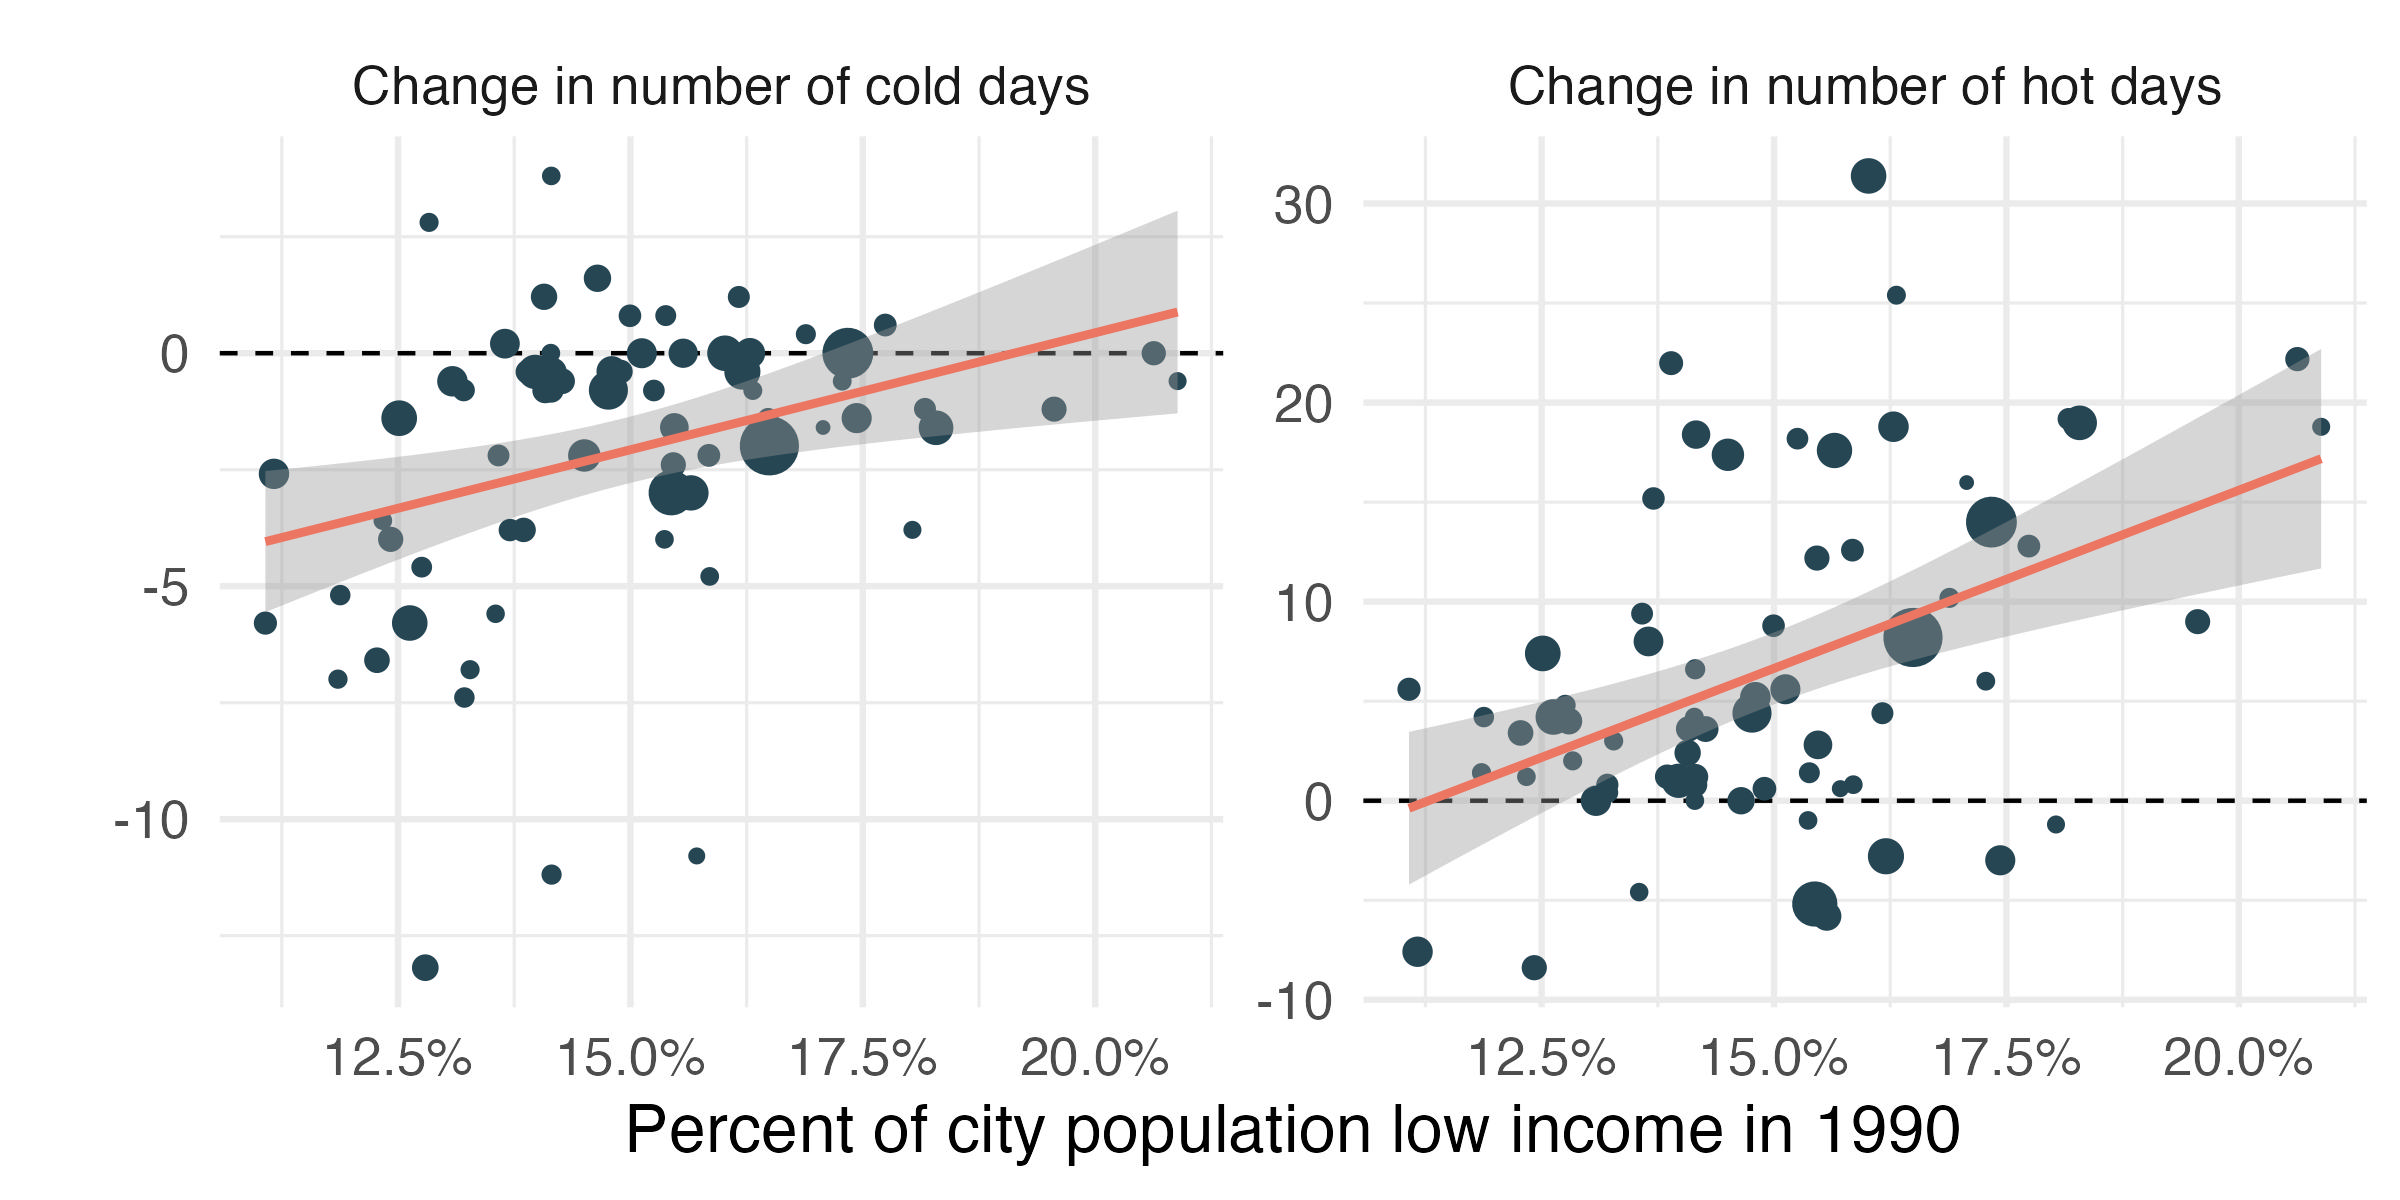 Change in number of cold days
0
-5
-10
12.5% 15.0% 17.5% 20.0%
Change in number of hot days
30
20
10
0
-10
12.5% 15.0% 17.5% 20.0%
Percent of city population low income in 1990